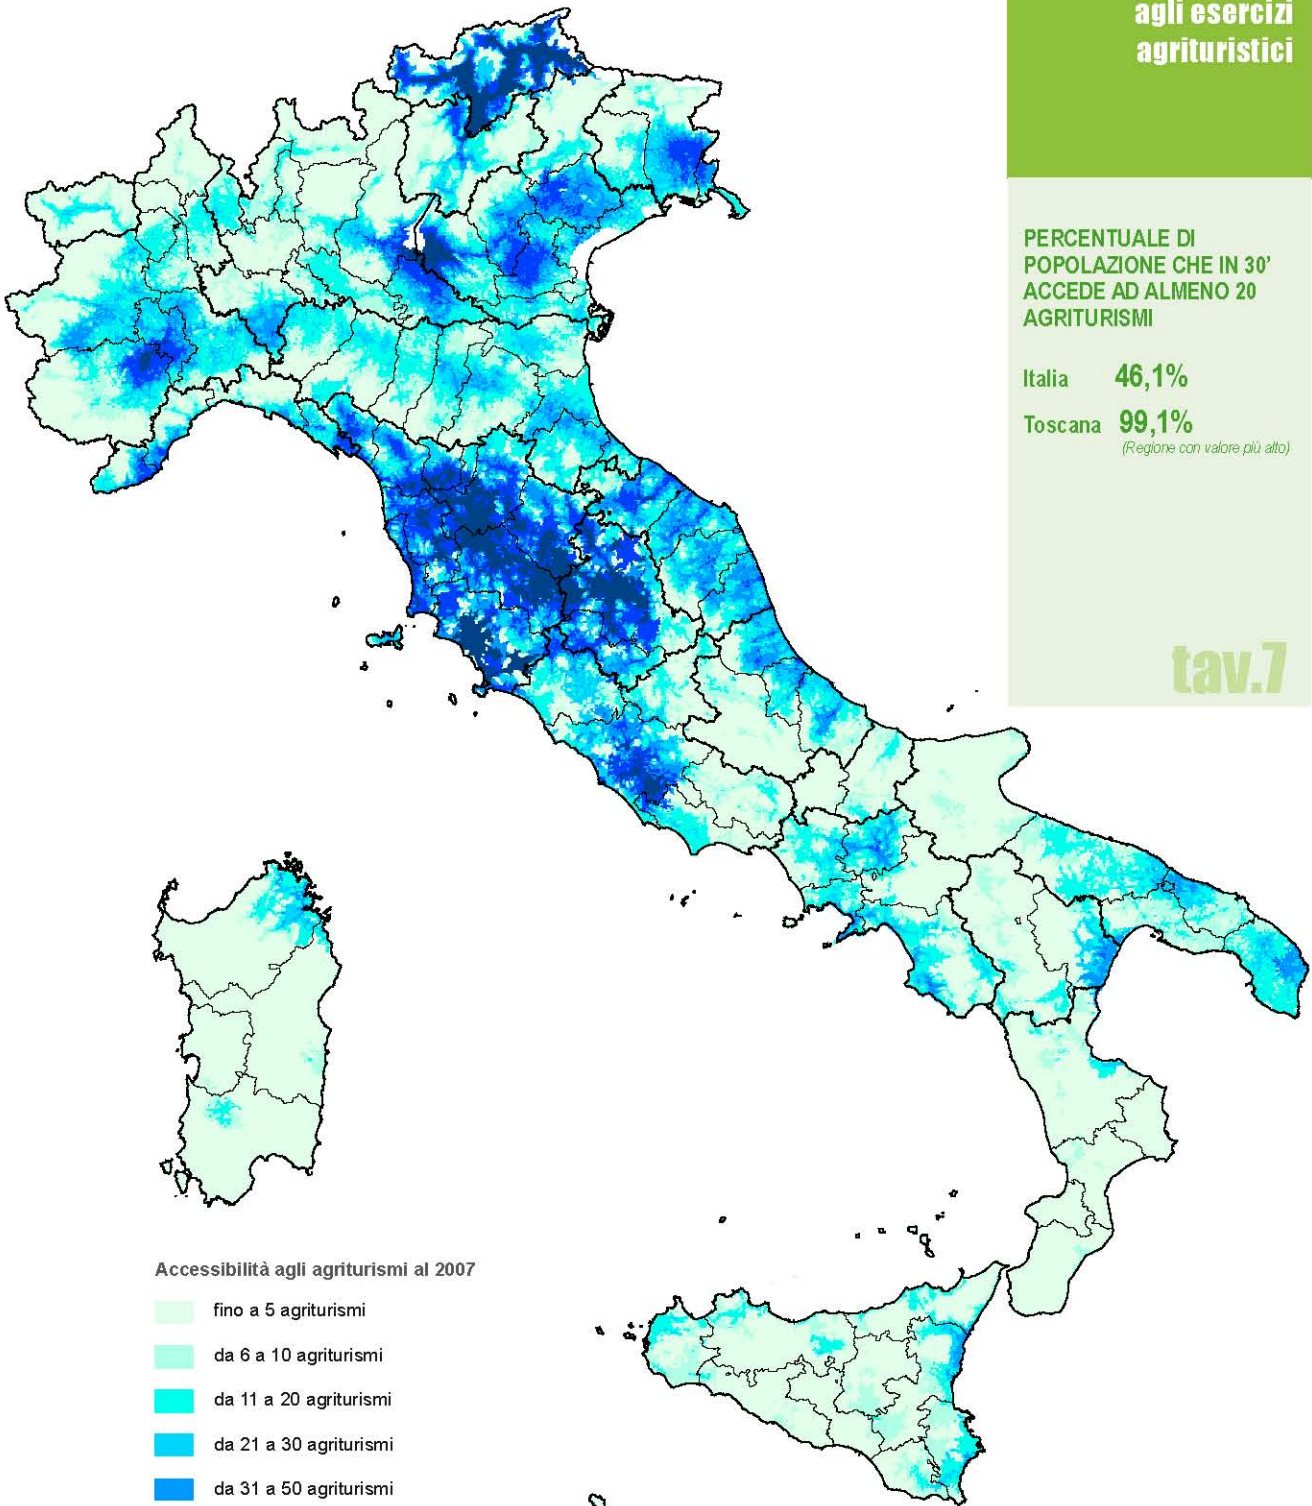 agli esercizi
agrituristici
PERCENTUALE DI
POPOLAZIONE CHE IN 30'
ACCEDE AD ALMENO 20
AGRITURISMI
Italia 46,1%
Toscana 99,1%
(Regione con valore più alto)
tav.7
Accessibilità agli agriturismi al 2007
fino a 5 agriturismi
da 6 a 10 agriturismi
da 11 a 20 agriturismi
da 21 a 30 agriturismi
da 31 a 50 agriturismi